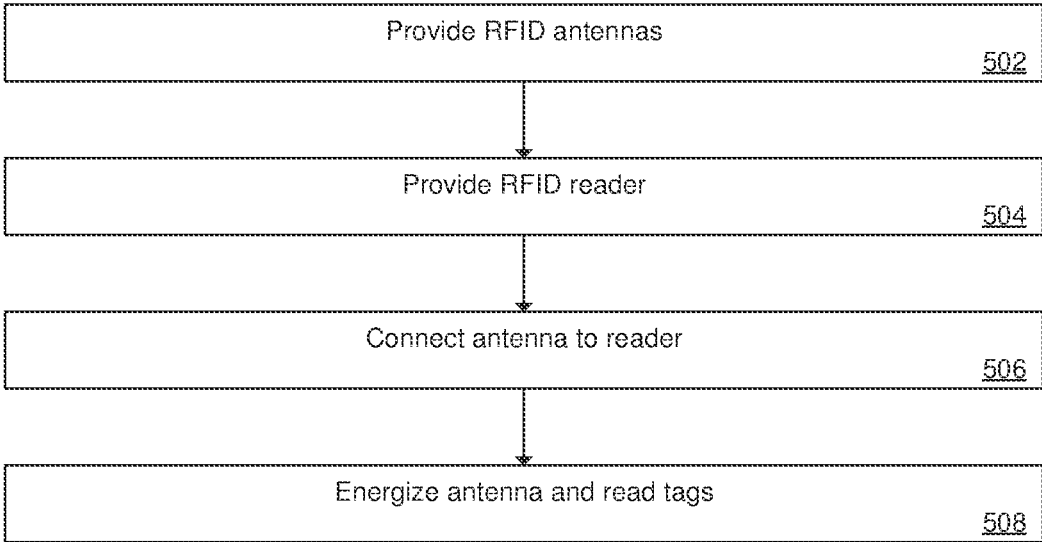 Provide RFID antennas
502
Provide RFID reader
504
Connect antenna to reader
506
Energize antenna and read tags
508